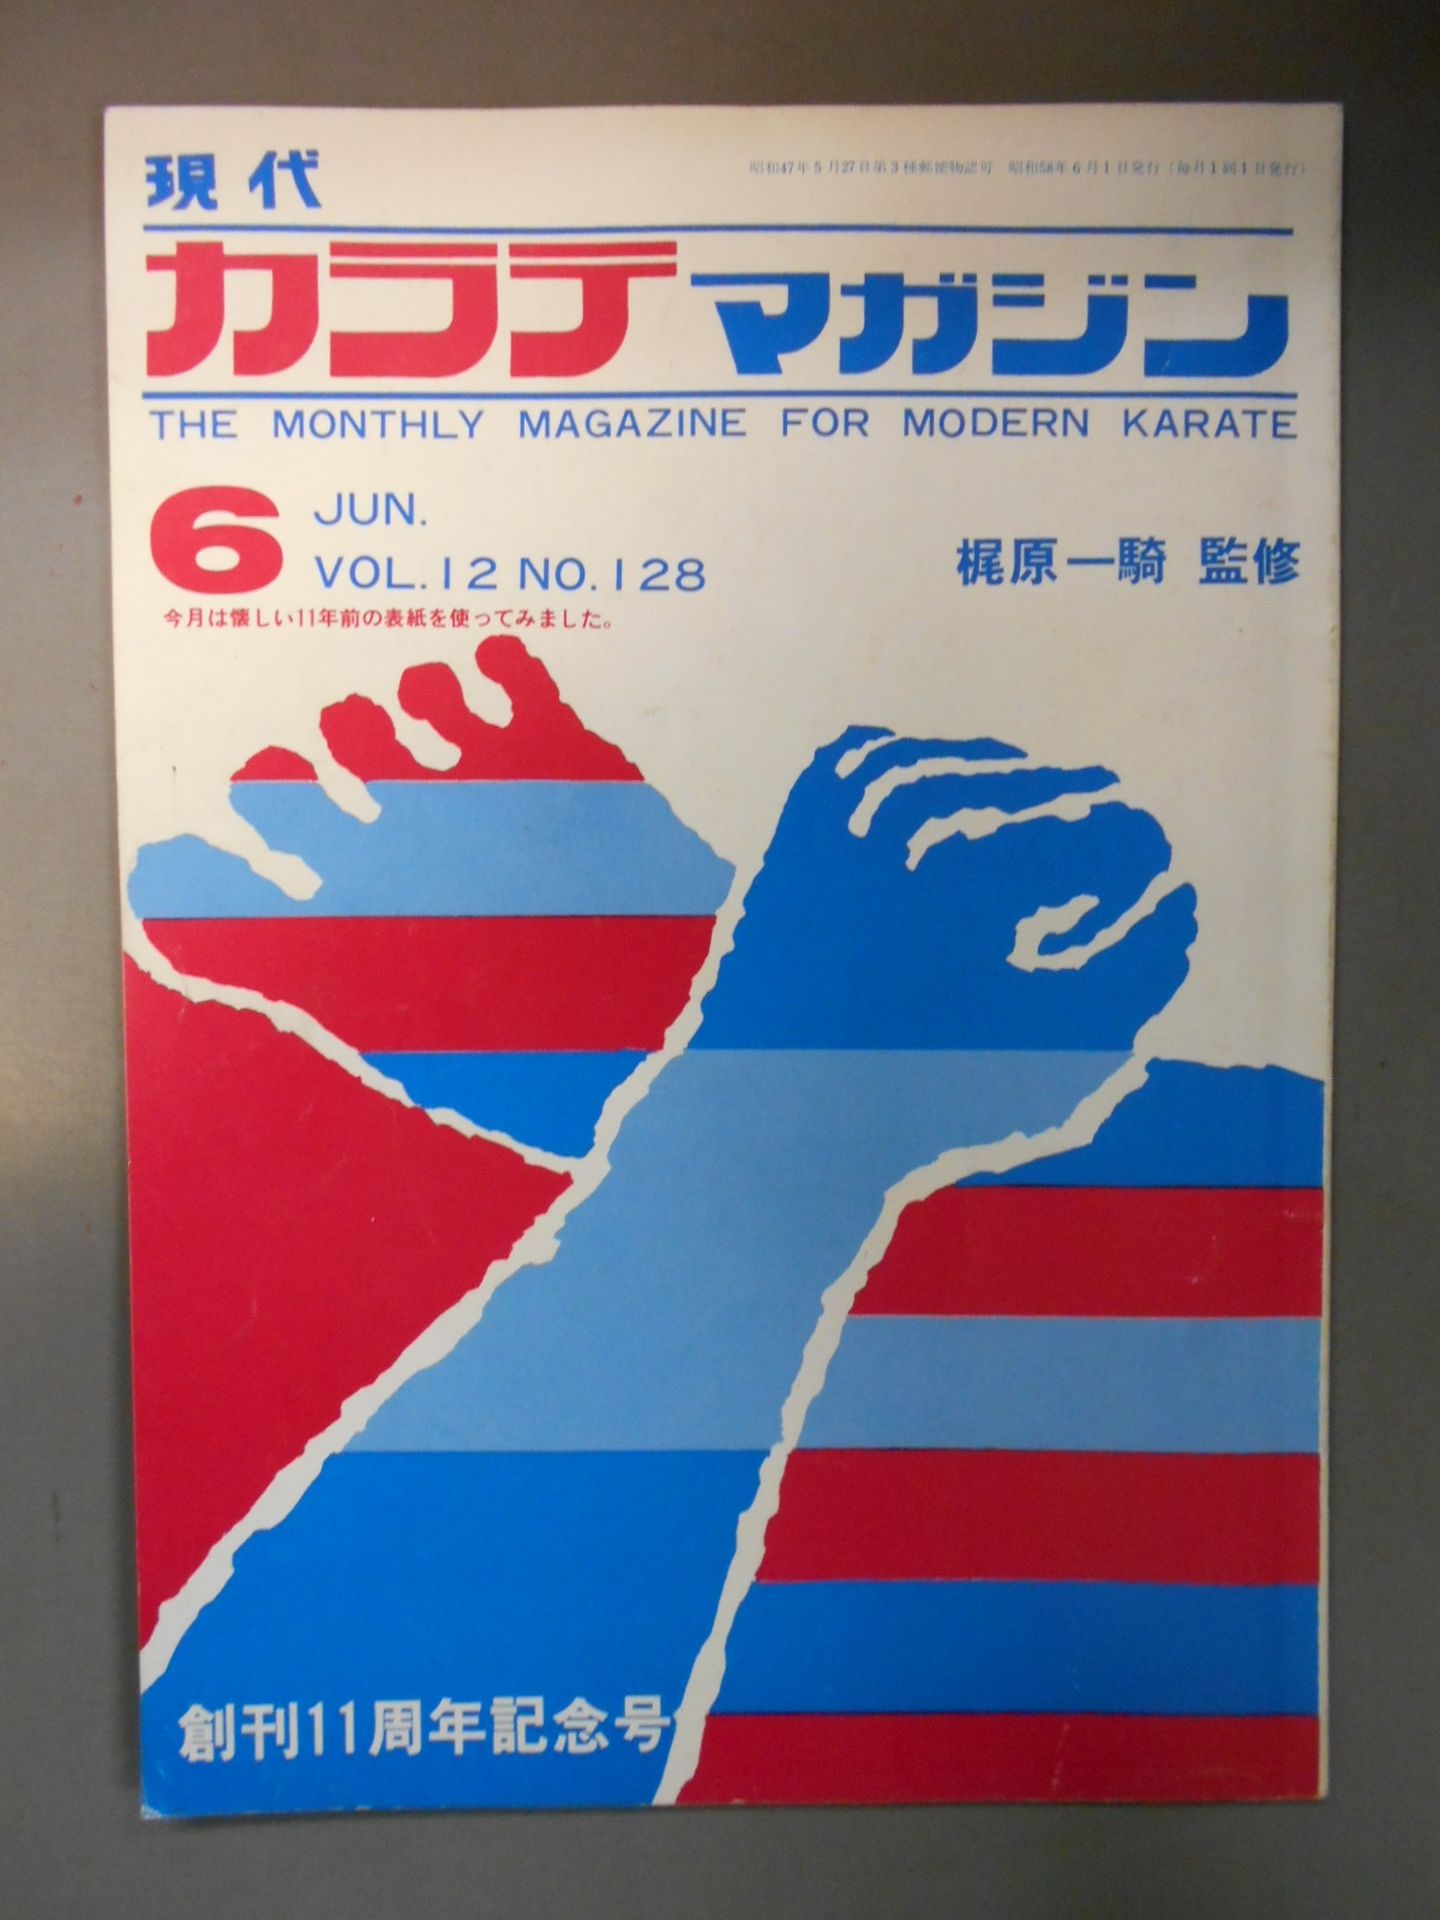 現代
昭和47年5月27日第3種郵便物認可 昭和58年6月1日発行(毎月1回1日発行)
カラテマガジン
THE MONTHLY MAGAZINE FOR MODERN KARATE
6 JUN.
VOL.12 NO.128
梶原一騎 監修
今月は懐しい11年前の表紙を使ってみました。
創刊11周年記念号